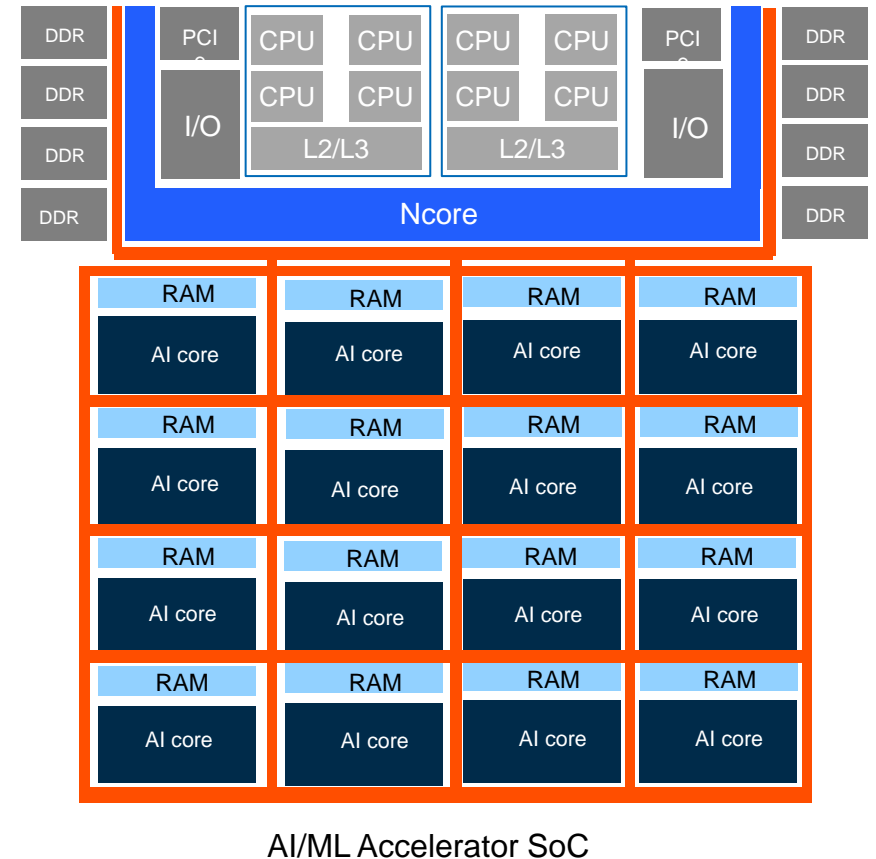 DDR
PCI
CPU
CPU
CPU
CPU
PCI
DDR
DDR
CPU
CPU
CPU
CPU
DDR
I/O
I/O
DDR
L2/L3
L2/L3
DDR
DDR
Ncore
DDR
RAM
RAM
RAM
RAM
AI core
AI core
AI core
AI core
RAM
RAM
RAM
RAM
AI core
AI core
AI core
AI core
RAM
RAM
RAM
RAM
AI core
AI core
AI core
AI core
RAM
RAM
RAM
RAM
AI core
AI core
AI core
AI core
AI/ML Accelerator SoC